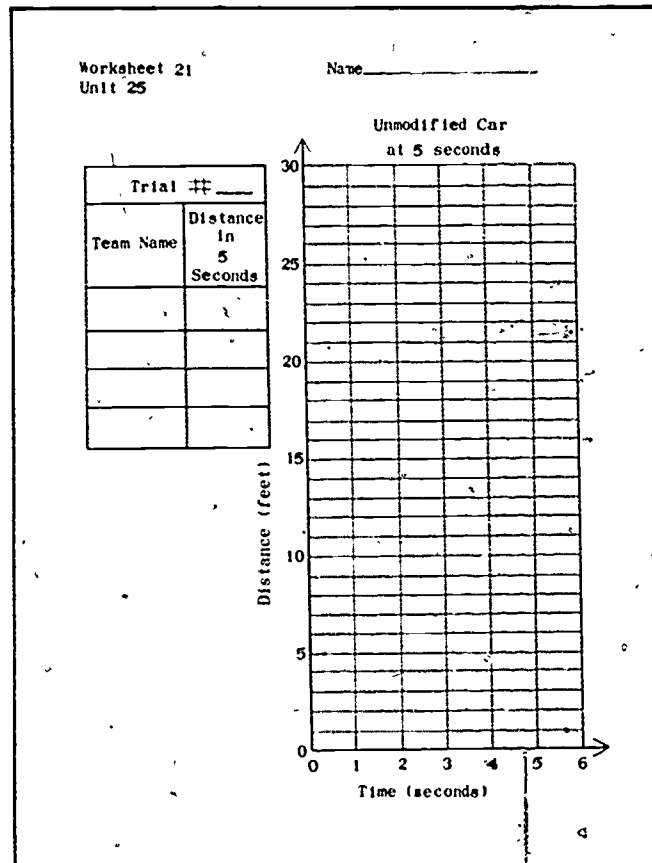 Worksheet 21
Unit 25
Name
Trial #
Team Name
Distance
in
5
Seconds
Unmodified Car
at 5 seconds
30
25
20
15
10
5
0
Distance (feet)
0 1 2 3 4 5 6
Time (seconds)